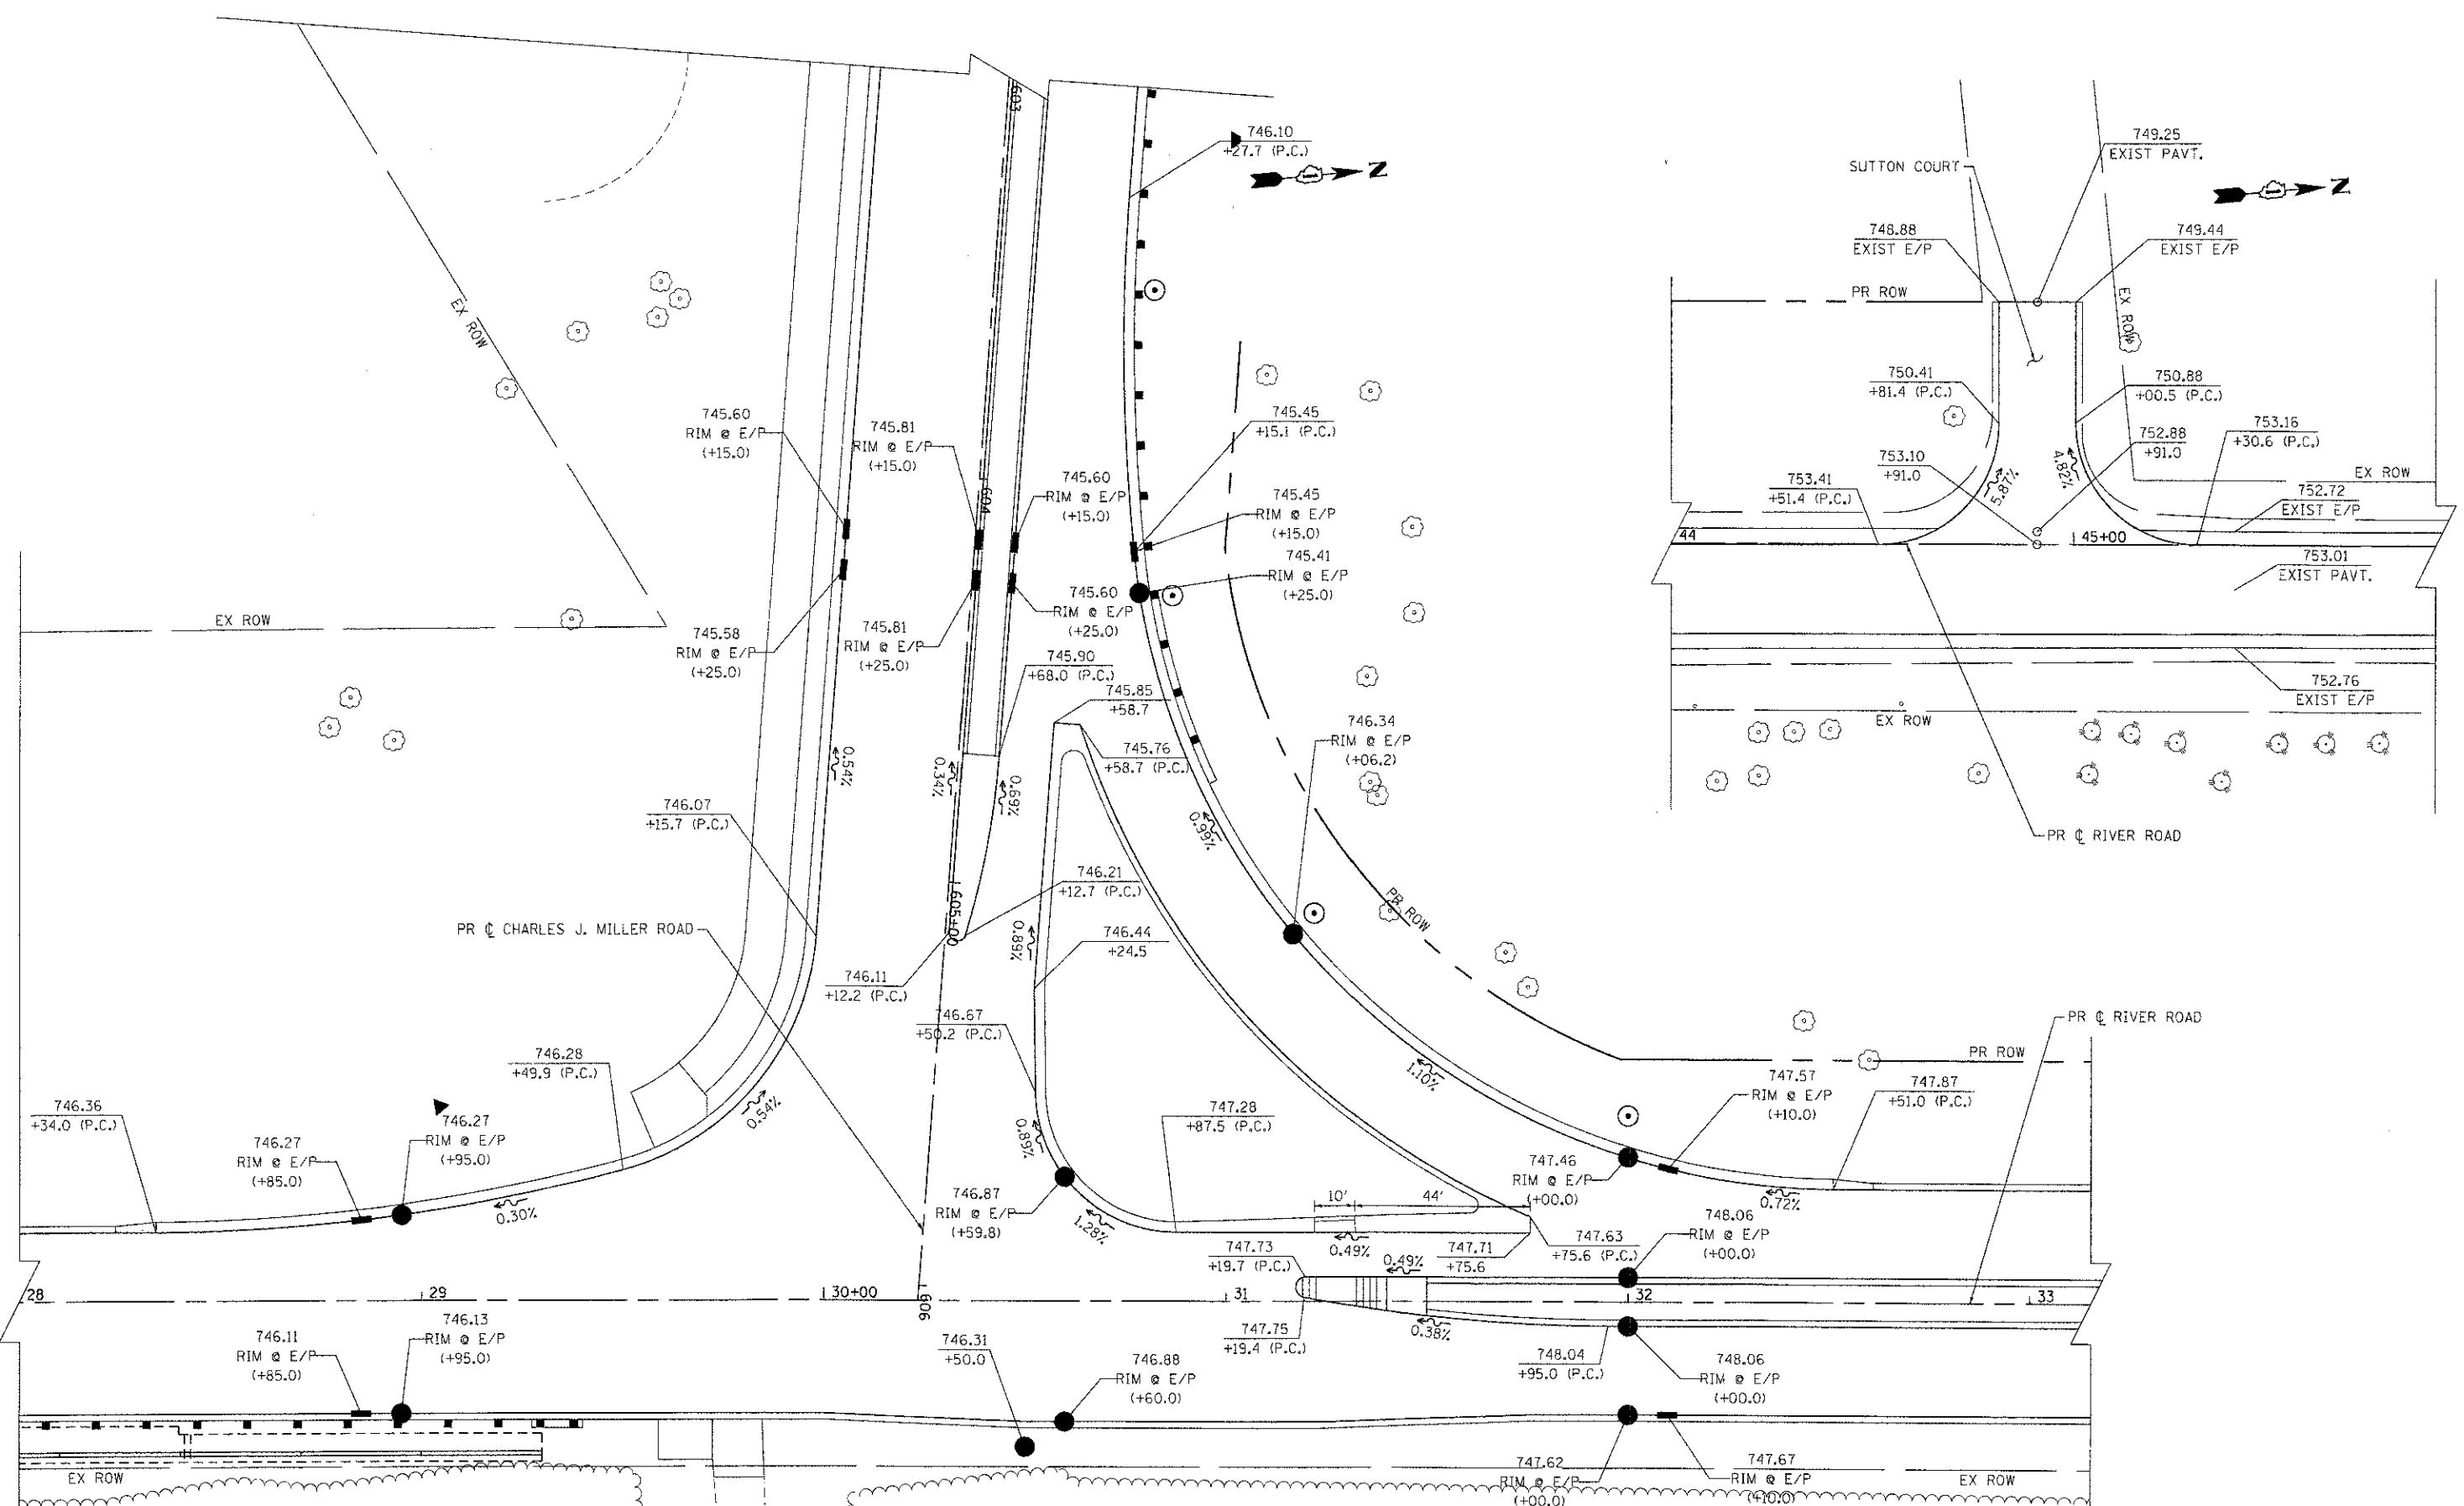 603
746.10
+27.7 (P.C.)
N
EX ROW
745.60
RIM @ E/P
(+15.0)
745.81
RIM @ E/P
(+15.0)
604
745.60
RIM @ E/P
(+15.0)
745.45
+15.1 (P.C.)
745.45
RIM @ E/P
(+15.0)
745.41
RIM @ E/P
(+25.0)
EX ROW
745.58
RIM @ E/P
(+25.0)
745.81
RIM @ E/P
(+25.0)
745.60
RIM @ E/P
(+25.0)
745.90
+68.0 (P.C.)
745.85
+58.7
745.76
+58.7 (P.C.)
746.34
RIM @ E/P
(+06.2)
0.54%
0.34%
0.69%
0.99%
746.07
+15.7 (P.C.)
746.21
+12.7 (P.C.)
605+00
PR ℄ CHARLES J. MILLER ROAD
0.89%
746.44
+24.5
PR ROW
746.11
+12.2 (P.C.)
746.67
+50.2 (P.C.)
746.28
+49.9 (P.C.)
PR ℄ RIVER ROAD
PR ROW
1.10%
746.36
+34.0 (P.C.)
746.27
RIM @ E/P
(+85.0)
746.27
RIM @ E/P
(+95.0)
0.54%
0.30%
0.89%
747.28
+87.5 (P.C.)
747.57
RIM @ E/P
(+10.0)
747.87
+51.0 (P.C.)
747.46
RIM @ E/P
(+00.0)
0.72%
746.87
RIM @ E/P
(+59.8)
1.28%
10'
44'
0.49%
747.71
+75.6
747.63
+75.6 (P.C.)
748.06
RIM @ E/P
(+00.0)
747.73
+19.7 (P.C.)
0.49%
28
29
30+00
606
31
32
33
747.75
+19.4 (P.C.)
0.38%
748.04
+95.0 (P.C.)
748.06
RIM @ E/P
(+00.0)
746.11
RIM @ E/P
(+85.0)
746.13
RIM @ E/P
(+95.0)
746.31
+50.0
746.88
RIM @ E/P
(+60.0)
747.62
RIM @ E/P
(+00.0)
747.67
RIM @ E/P
(+10.0)
EX ROW
EX ROW
749.25
EXIST PAVT.
SUTTON COURT
N
748.88
EXIST E/P
749.44
EXIST E/P
PR ROW
EX ROW
750.41
+81.4 (P.C.)
750.88
+00.5 (P.C.)
753.10
+91.0
752.88
+91.0
753.16
+30.6 (P.C.)
753.41
+51.4 (P.C.)
5.87%
4.82%
EX ROW
752.72
EXIST E/P
44
45+00
753.01
EXIST PAVT.
752.76
EXIST E/P
EX ROW
PR ℄ RIVER ROAD